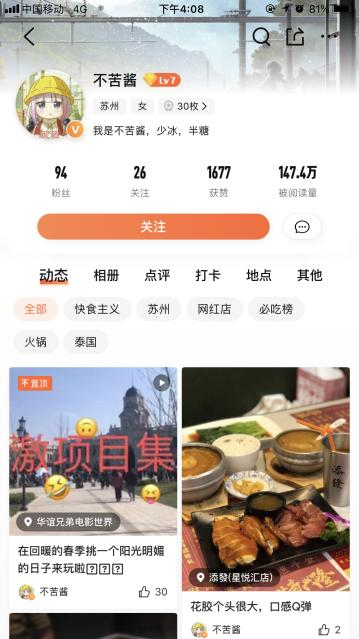 中国移动 4G 下午4:08 81%
不苦酱 Lv7
苏州 女 30枚 >
我是不苦酱，少冰，半糖
94 26 1677 147.4万
粉丝 关注 获赞 被阅读量
关注
动态 相册 点评 打卡 地点 其他
全部 快食主义 苏州 网红店 必吃榜
火锅 泰国
不 置顶
激项目集
华谊兄弟电影世界
在回暖的春季挑一个阳光明媚
的日子来玩啦
不苦酱 30
添發
添發(星悦汇店)
花胶个头很大，口感Q弹
不苦酱 2